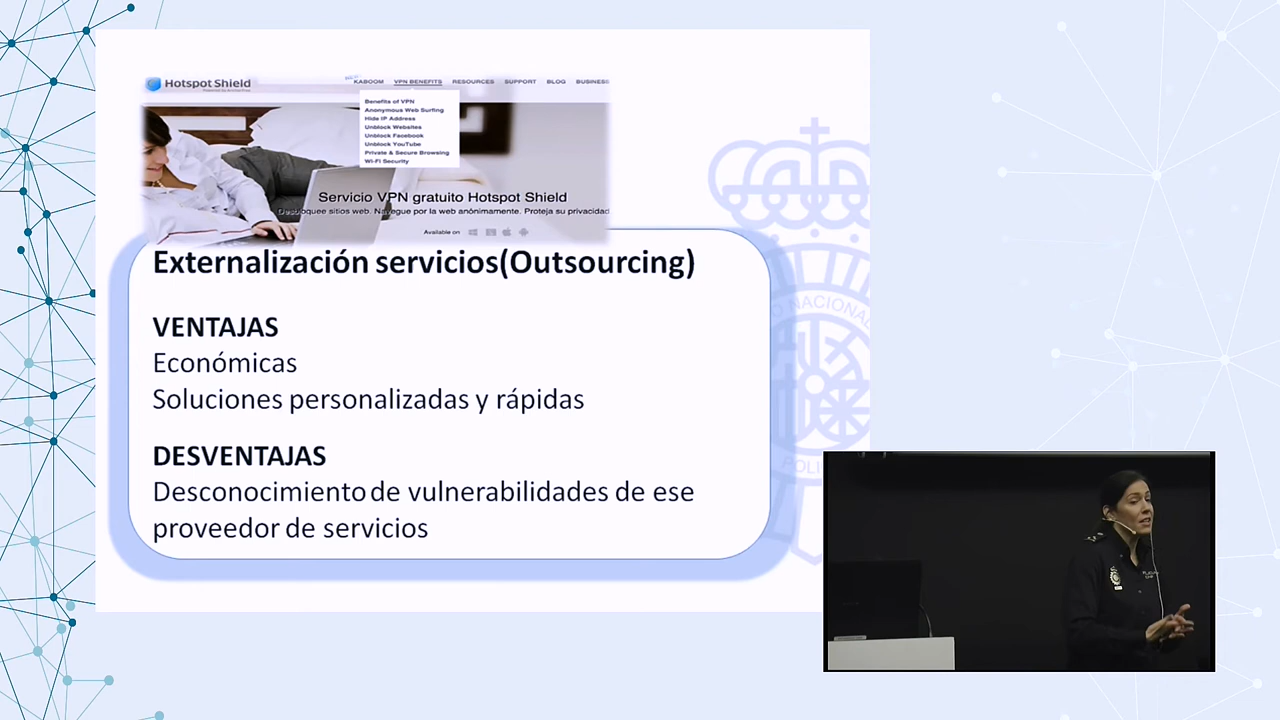 Hotspot Shield
KABOOM VPN BENEFITS RESOURCES SUPPORT BLOG BUSINESS
Benefits of VPN
Anonymous Web Surfing
Hide IP Address
Unblock Websites
Unblock Facebook
Unblock YouTube
Private & Secure Browsing
Wi-Fi Security
Servicio VPN gratuito Hotspot Shield
Desbloquee sitios web. Navegue por la web anónimamente. Proteja su privacidad
Available on
Externalización servicios(Outsourcing)
VENTAJAS
Económicas
Soluciones personalizadas y rápidas
DESVENTAJAS
Desconocimiento de vulnerabilidades de ese
proveedor de servicios
O NACIONAL
POLI